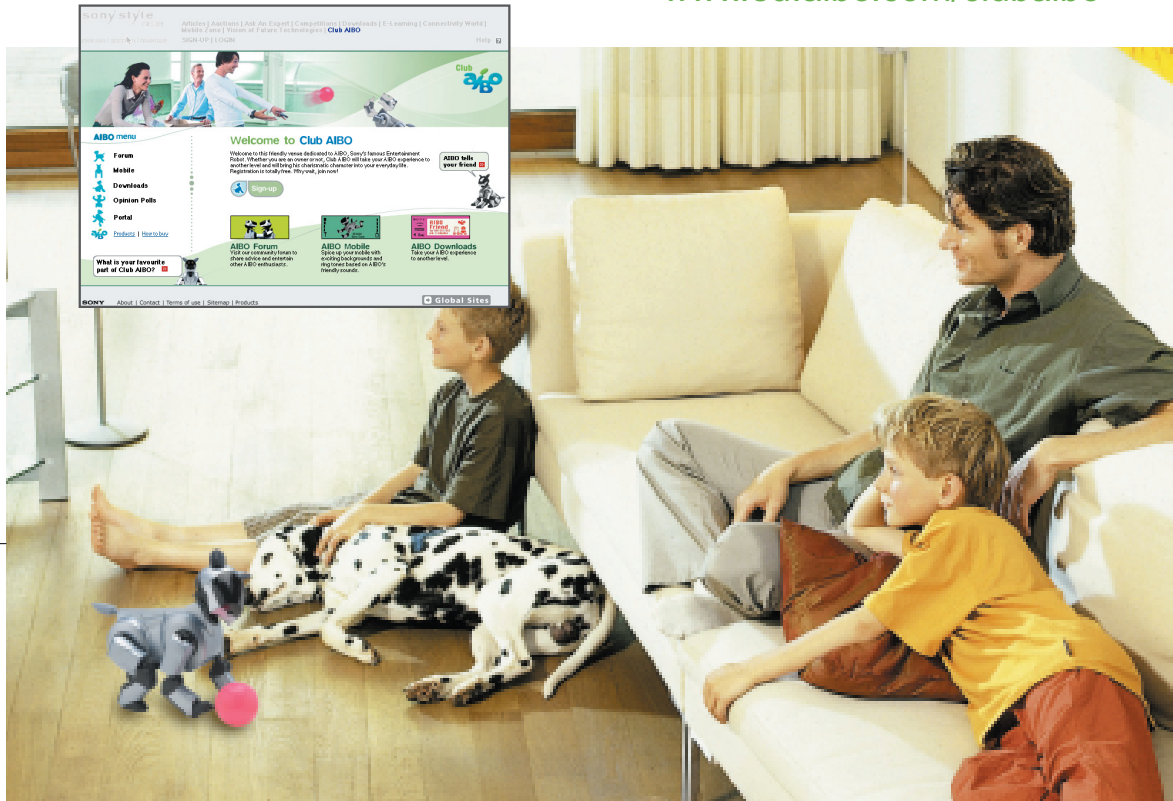 sony style
Articles | Auctions | Ask An Expert | Competitions | Downloads | E-Learning | Connectivity World |
Mobile Zone | Vision of Future Technologies | Club AIBO
SIGN-UP | LOGIN
Help
Club
AIBO
AIBO menu
Forum
Mobile
Downloads
Opinion Polls
Portal
Products | How to buy
What is your favourite
part of Club AIBO?
Welcome to Club AIBO
Welcome to this friendly venue dedicated to AIBO, Sony's famous Entertainment
Robot. Whether you are an owner or not, Club AIBO will take your AIBO experience to
another level and will bring his charismatic character into your everyday life.
Registration is totally free. Why wait, join now!
Sign-up
AIBO tells
your friend
AIBO Forum
Visit our community forum to
share advice and entertain
other AIBO enthusiasts.
AIBO Mobile
Spice up your mobile with
exciting backgrounds and
ring tones based on AIBO's
friendly sounds.
AIBO Downloads
Take your AIBO experience
to another level.
SONY
About | Contact | Terms of use | Sitemap | Products
Global Sites